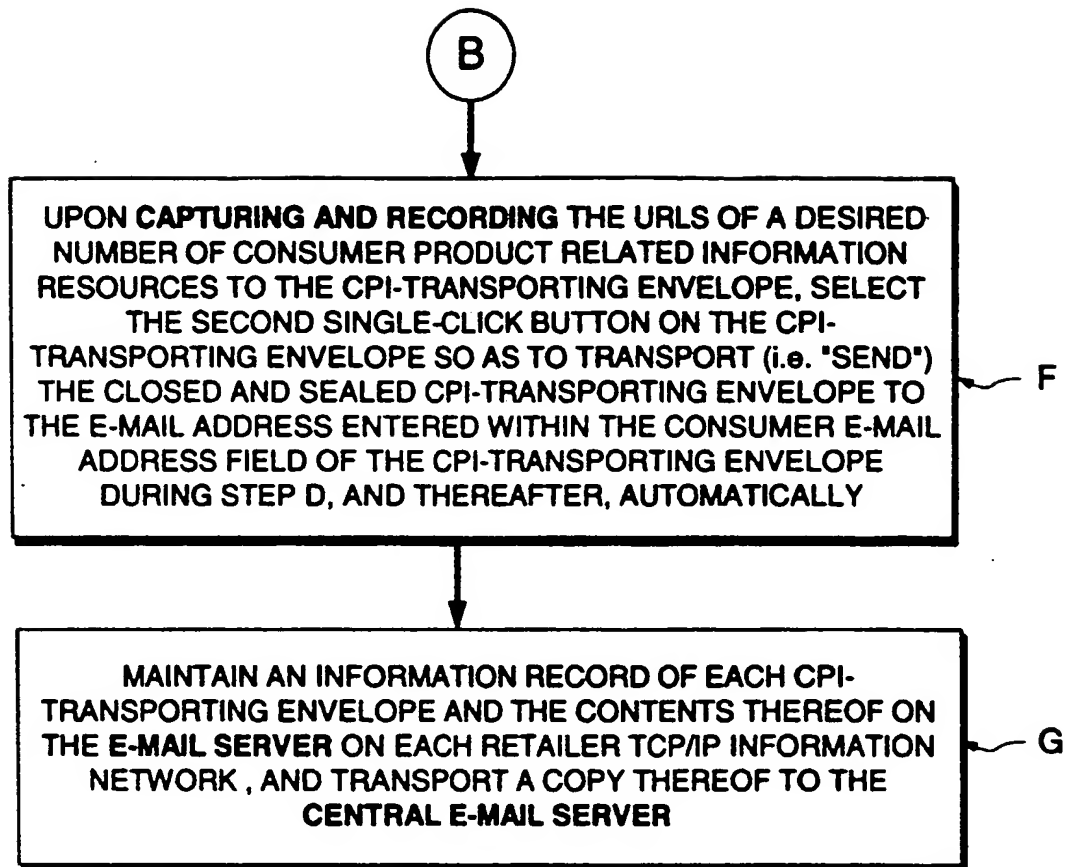 B
UPON CAPTURING AND RECORDING THE URLS OF A DESIRED
NUMBER OF CONSUMER PRODUCT RELATED INFORMATION
RESOURCES TO THE CPI-TRANSPORTING ENVELOPE, SELECT
THE SECOND SINGLE-CLICK BUTTON ON THE CPI-
TRANSPORTING ENVELOPE SO AS TO TRANSPORT (i.e. "SEND")
THE CLOSED AND SEALED CPI-TRANSPORTING ENVELOPE TO
THE E-MAIL ADDRESS ENTERED WITHIN THE CONSUMER E-MAIL
ADDRESS FIELD OF THE CPI-TRANSPORTING ENVELOPE
DURING STEP D, AND THEREAFTER, AUTOMATICALLY
F
MAINTAIN AN INFORMATION RECORD OF EACH CPI-
TRANSPORTING ENVELOPE AND THE CONTENTS THEREOF ON
THE E-MAIL SERVER ON EACH RETAILER TCP/IP INFORMATION
NETWORK , AND TRANSPORT A COPY THEREOF TO THE
CENTRAL E-MAIL SERVER
G